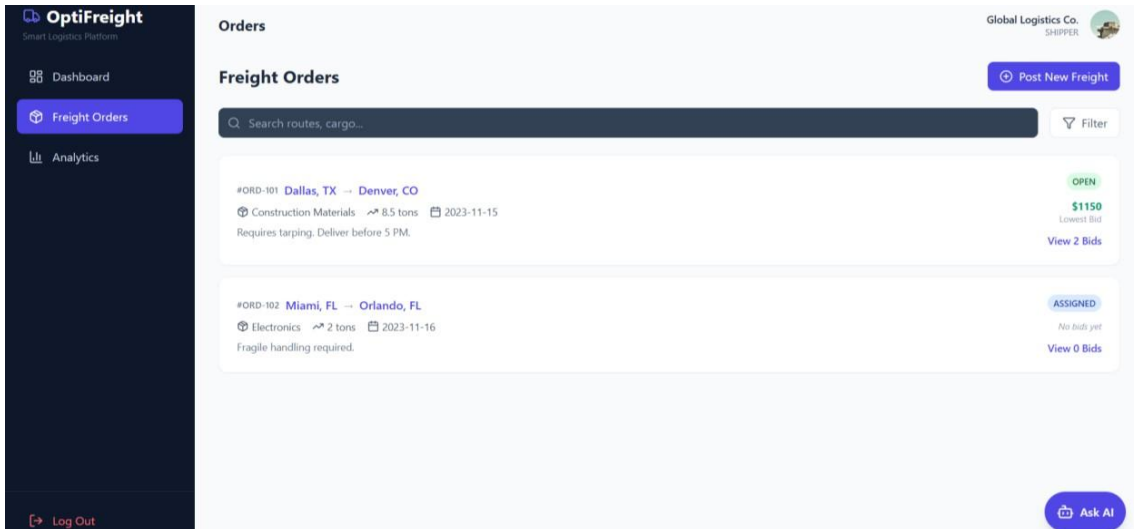 OptiFreight
Smart Logistics Platform
Dashboard
Freight Orders
Analytics
Log Out
Orders
Global Logistics Co.
SHIPPER
Freight Orders
Post New Freight
Search routes, cargo...
Filter
#ORD-101 Dallas, TX → Denver, CO
Construction Materials 8.5 tons 2023-11-15
Requires tarping. Deliver before 5 PM.
OPEN
$1150
Lowest Bid
View 2 Bids
#ORD-102 Miami, FL → Orlando, FL
Electronics 2 tons 2023-11-16
Fragile handling required.
ASSIGNED
No bids yet
View 0 Bids
Ask AI